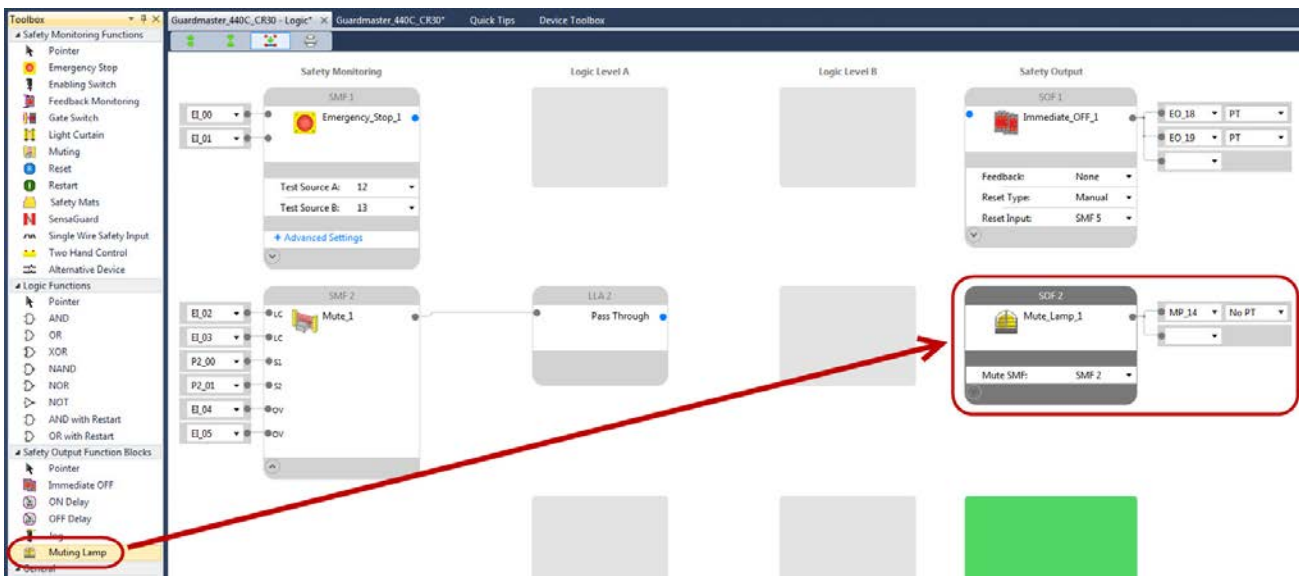 Toolbox
Guardmaster_440C_CR30 - Logic*
Guardmaster_440C_CR30*
Quick Tips
Device Toolbox
Safety Monitoring Functions
Pointer
Emergency Stop
Enabling Switch
Feedback Monitoring
Gate Switch
Light Curtain
Muting
Reset
Restart
Safety Mats
SensaGuard
Single Wire Safety Input
Two Hand Control
Alternative Device
Logic Functions
Pointer
AND
OR
XOR
NAND
NOR
NOT
AND with Restart
OR with Restart
Safety Output Function Blocks
Pointer
Immediate OFF
ON Delay
OFF Delay
Jog
Muting Lamp
General
Safety Monitoring
Logic Level A
Logic Level B
Safety Output
SMF 1
EI_00
Emergency_Stop_1
EI_01
Test Source A: 12
Test Source B: 13
+ Advanced Settings
SOF 1
Immediate_OFF_1
EO_18 PT
EO_19 PT
Feedback: None
Reset Type: Manual
Reset Input: SMF 5
SMF 2
EI_02 LC Mute_1
EI_03 LC
P2_00 S1
P2_01 S2
EI_04 OV
EI_05 OV
LLA 2
Pass Through
SOF 2
Mute_Lamp_1
MP_14 No PT
Mute SMF: SMF 2